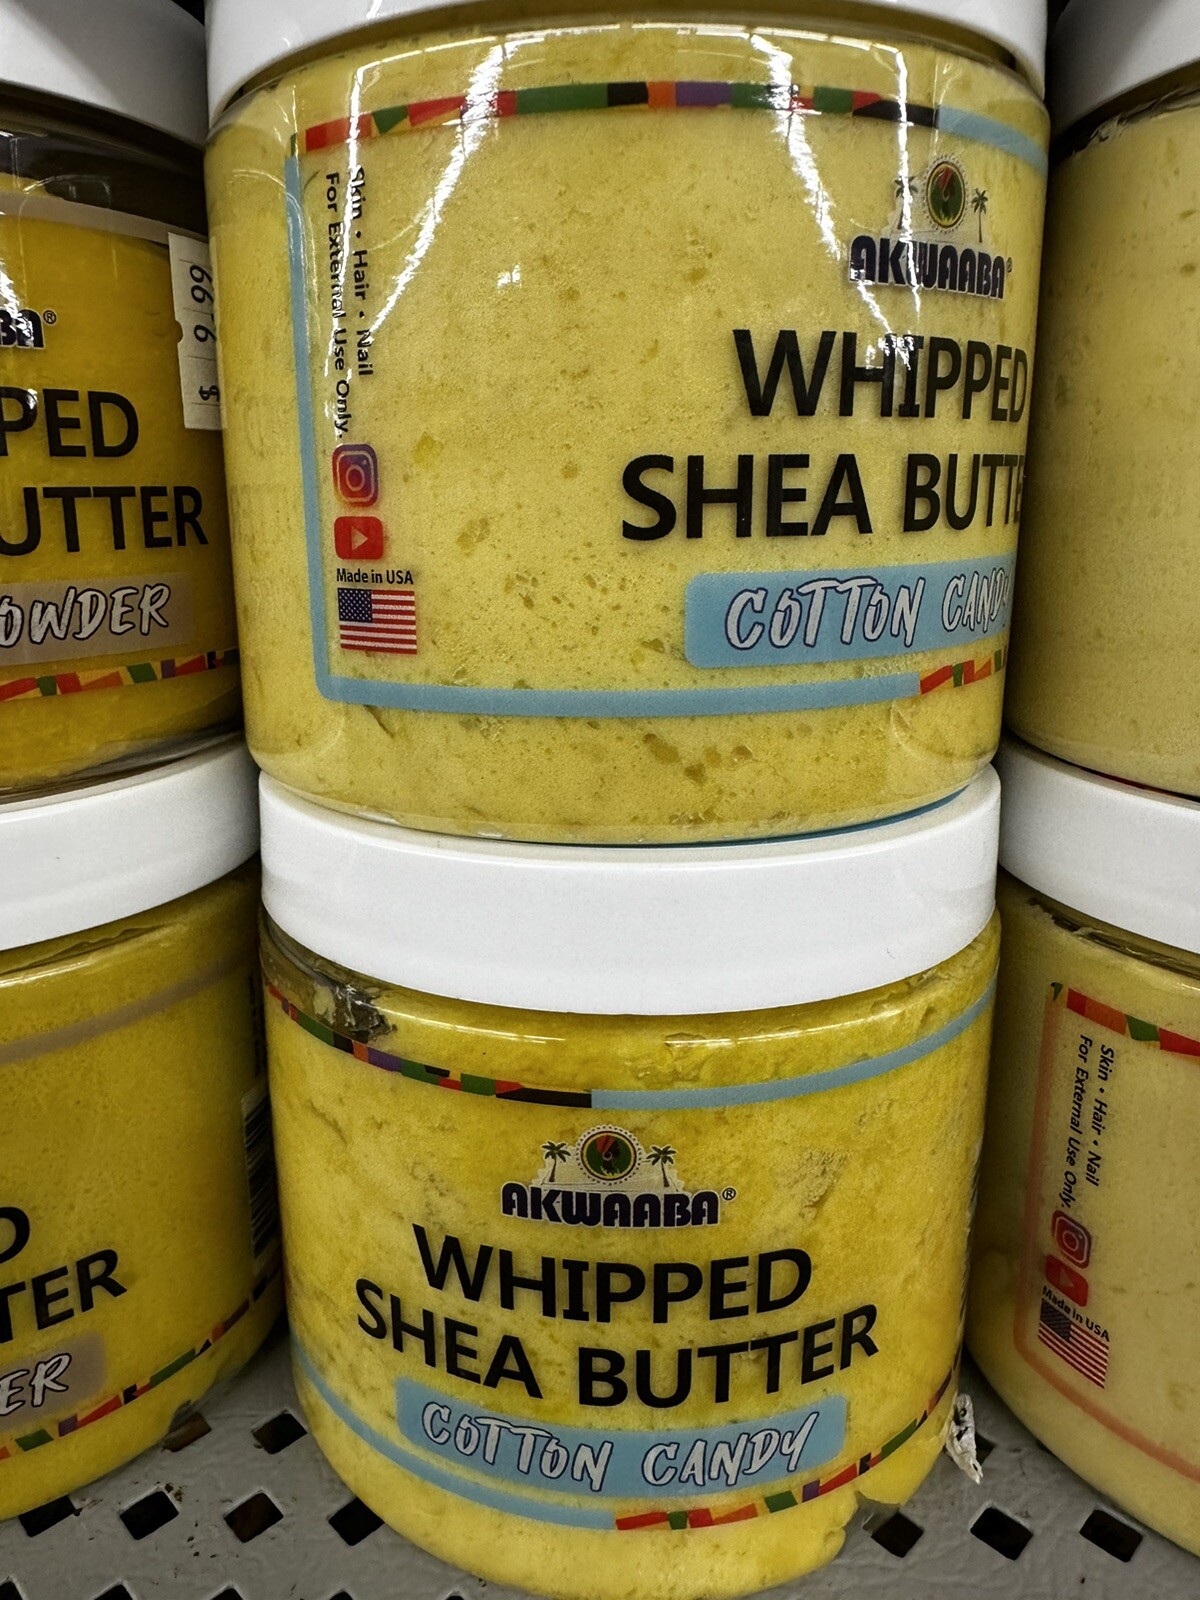 Skin • Hair • Nail
For External Use Only.
Made in USA
AKWAABA®
WHIPPED
SHEA BUTTE
COTTON CANDY
AKWAABA®
WHIPPED
SHEA BUTTER
COTTON CANDY
BA®
PED
UTTER
OWDER
$ 9.99
TER
ER
Skin • Hair • Nail
For External Use Only.
Made in USA